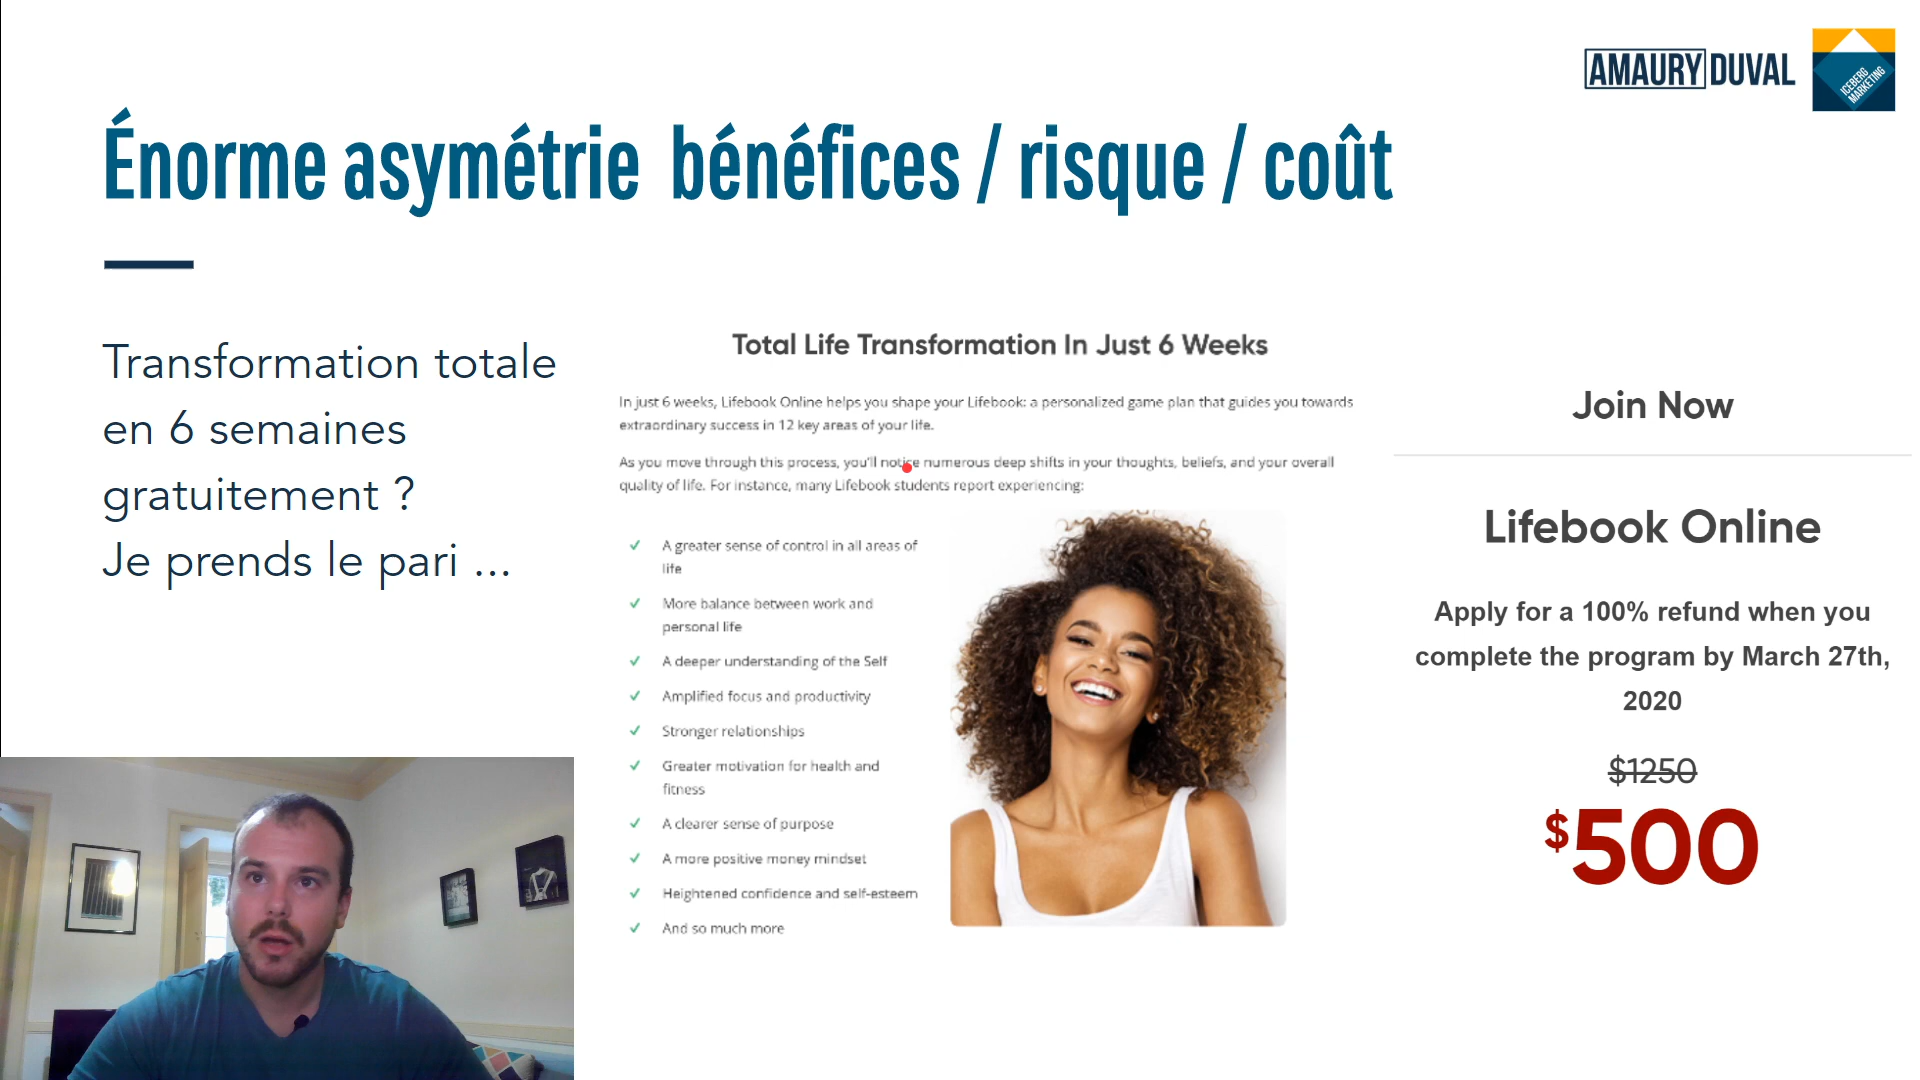 AMAURY DUVAL
ICEBERG
MARKETING
Énorme asymétrie bénéfices / risque / coût
Transformation totale
en 6 semaines
gratuitement ?
Je prends le pari ...
Total Life Transformation In Just 6 Weeks
In just 6 weeks, Lifebook Online helps you shape your Lifebook: a personalized game plan that guides you towards
extraordinary success in 12 key areas of your life.
As you move through this process, you'll notice numerous deep shifts in your thoughts, beliefs, and your overall
quality of life. For instance, many Lifebook students report experiencing:
✓ A greater sense of control in all areas of
life
✓ More balance between work and
personal life
✓ A deeper understanding of the Self
✓ Amplified focus and productivity
✓ Stronger relationships
✓ Greater motivation for health and
fitness
✓ A clearer sense of purpose
✓ A more positive money mindset
✓ Heightened confidence and self-esteem
✓ And so much more
Join Now
Lifebook Online
Apply for a 100% refund when you
complete the program by March 27th,
2020
$1250
$500